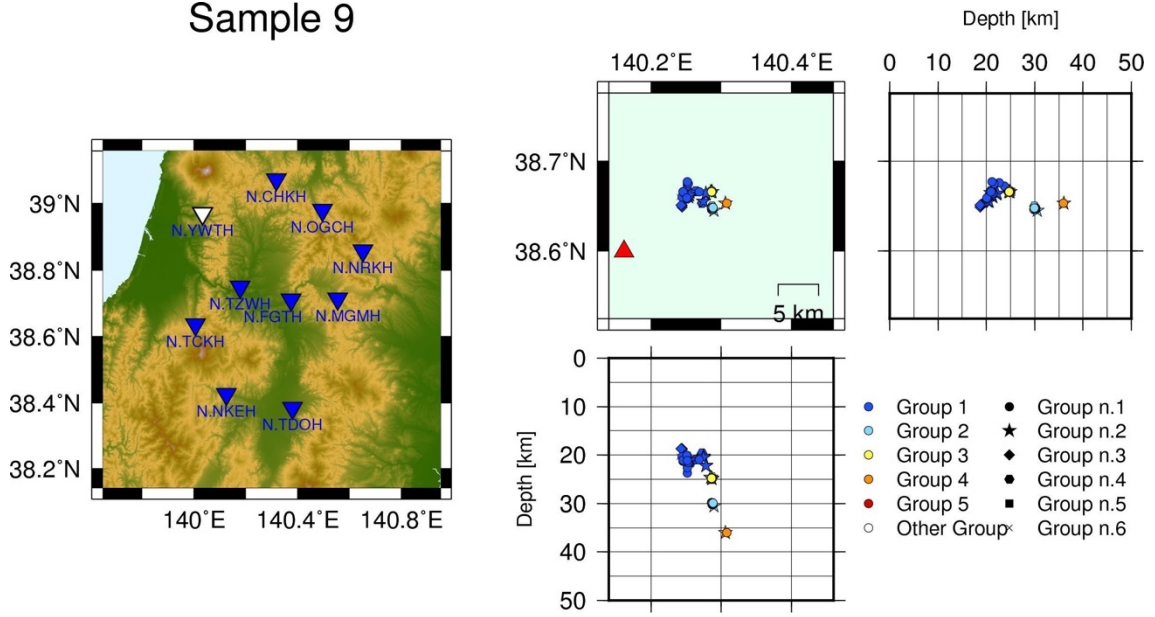 Sample 9
Depth [km]
140.2˚E 140.4˚E
0 10 20 30 40 50
38.7˚N
38.6˚N
5 km
39˚N
38.8˚N
38.6˚N
38.4˚N
38.2˚N
140˚E 140.4˚E 140.8˚E
N.CHKH
N.YWTH
N.OGCH
N.NRKH
N.TZWH
N.FGTH
N.MGMH
N.TCKH
N.NKEH
N.TDOH
Depth [km]
0
10
20
30
40
50
Group 1 Group n.1
Group 2 Group n.2
Group 3 Group n.3
Group 4 Group n.4
Group 5 Group n.5
Other Group Group n.6